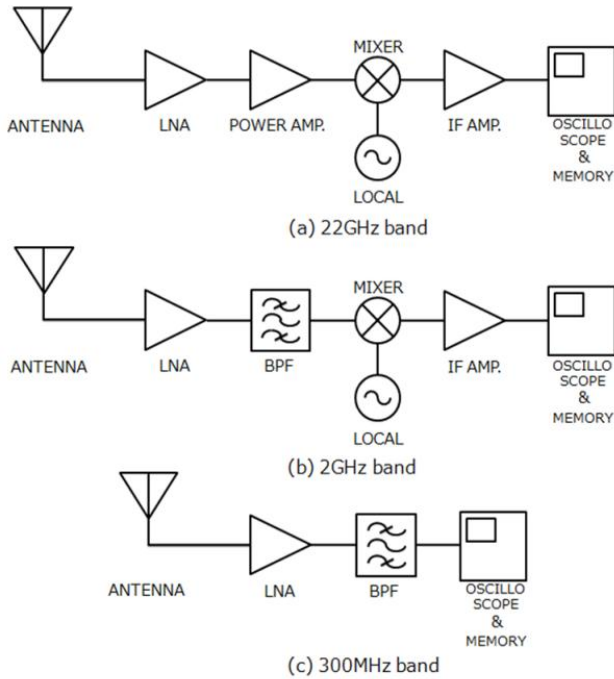 MIXER
ANTENNA LNA POWER AMP. IF AMP. OSCILLO
SCOPE
&
MEMORY
LOCAL
(a) 22GHz band
MIXER
ANTENNA LNA BPF IF AMP. OSCILLO
SCOPE
&
MEMORY
LOCAL
(b) 2GHz band
ANTENNA LNA BPF OSCILLO
SCOPE
&
MEMORY
(c) 300MHz band